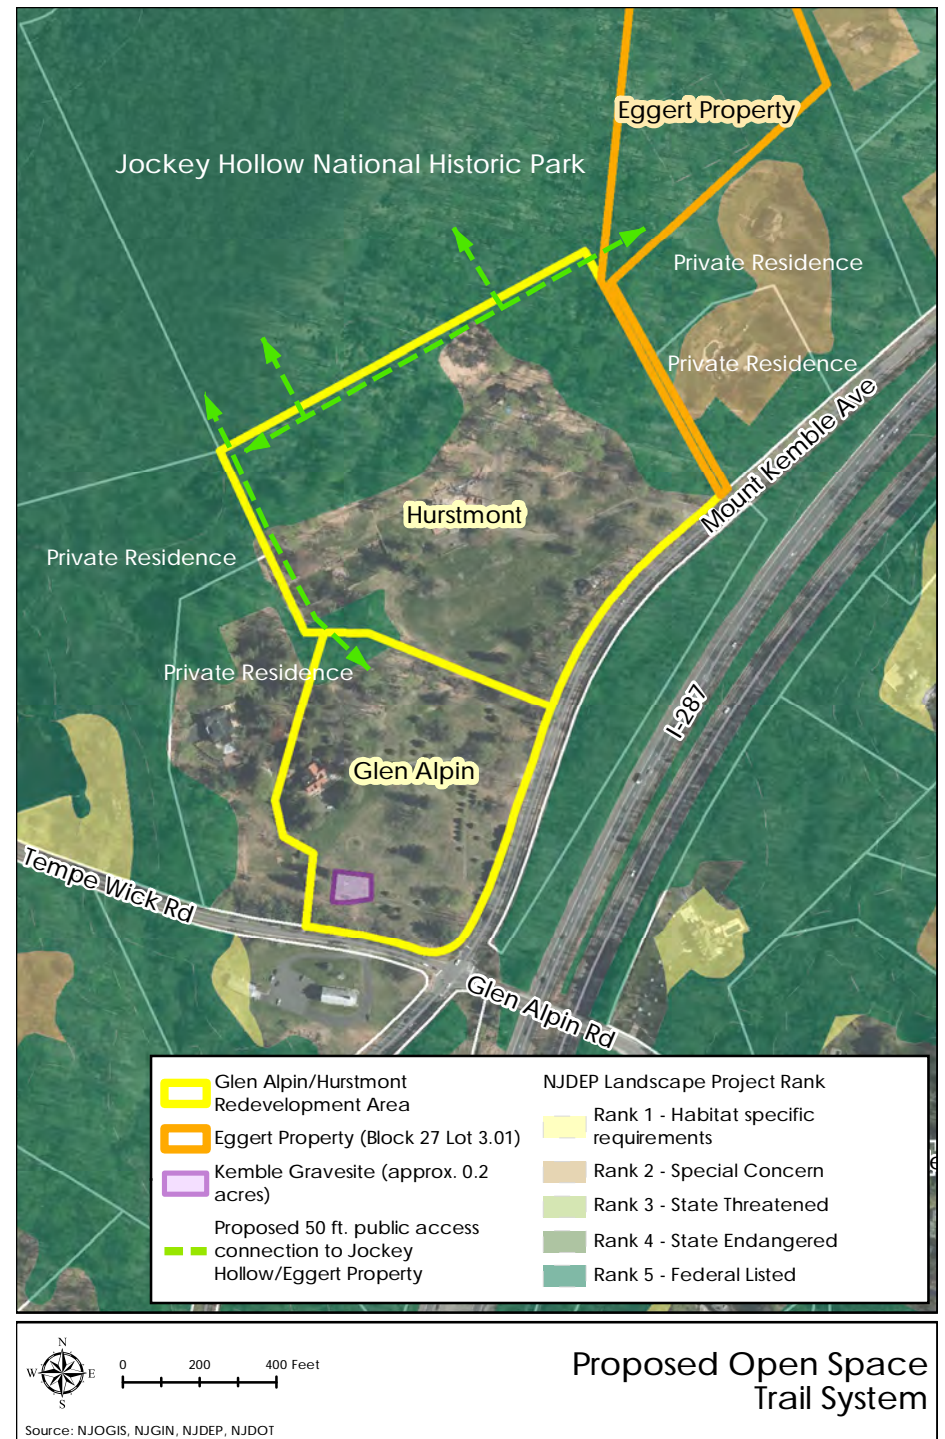 Eggert Property
Jockey Hollow National Historic Park
Private Residence
Private Residence
Mount Kemble Ave
Hurstmont
Private Residence
Private Residence
I-287
Glen Alpin
Tempe Wick Rd
Glen Alpin Rd
Glen Alpin/Hurstmont
Redevelopment Area
Eggert Property (Block 27 Lot 3.01)
Kemble Gravesite (approx. 0.2
acres)
Proposed 50 ft. public access
connection to Jockey
Hollow/Eggert Property
NJDEP Landscape Project Rank
Rank 1 - Habitat specific
requirements
Rank 2 - Special Concern
Rank 3 - State Threatened
Rank 4 - State Endangered
Rank 5 - Federal Listed
N
W E
S
0 200 400 Feet
Source: NJOGIS, NJGIN, NJDEP, NJDOT
Proposed Open Space
Trail System